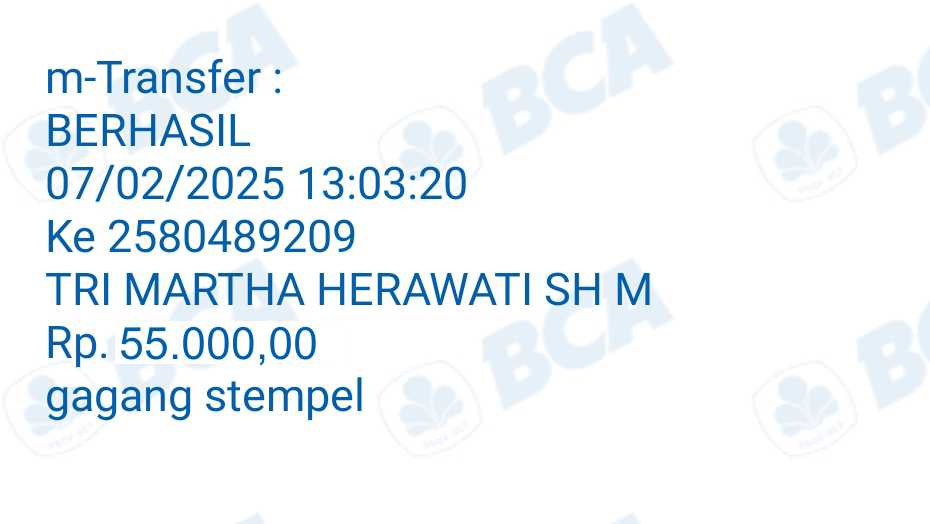 m-Transfer :
BERHASIL
07/02/2025 13:03:20
Ke 2580489209
TRI MARTHA HERAWATI SH M
Rp. 55.000,00
gagang stempel
BCA
BCA
BCA
BCA